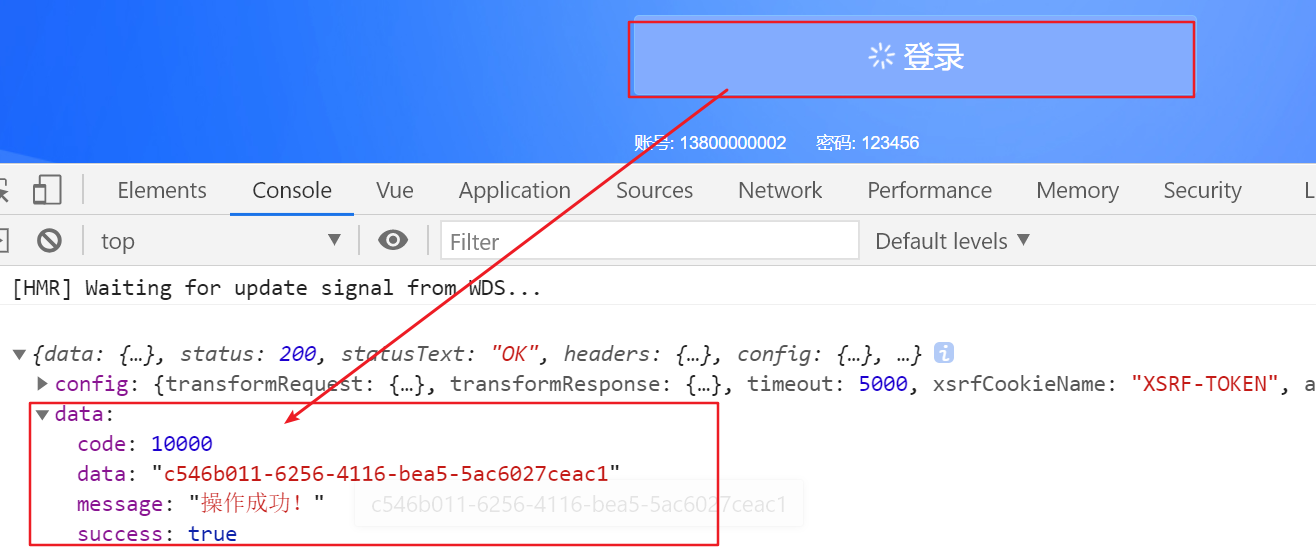 登录
账号: 13800000002 密码: 123456
Elements Console Vue Application Sources Network Performance Memory Security L
top Filter Default levels
[HMR] Waiting for update signal from WDS...
{data: {…}, status: 200, statusText: "OK", headers: {…}, config: {…}, …}
config: {transformRequest: {…}, transformResponse: {…}, timeout: 5000, xsrfCookieName: "XSRF-TOKEN", a
data:
code: 10000
data: "c546b011-6256-4116-bea5-5ac6027ceac1"
message: "操作成功！"
c546b011-6256-4116-bea5-5ac6027ceac1
success: true